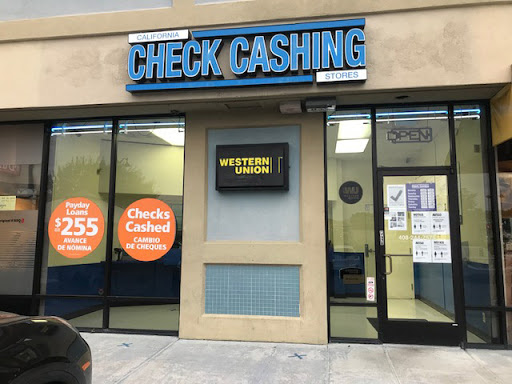 CALIFORNIA
CHECK CASHING
STORES
WESTERN
UNION
OPEN
Payday
Loans
$255
AVANCE
DE NÓMINA
Checks
Cashed
CAMBIO
DE CHEQUES